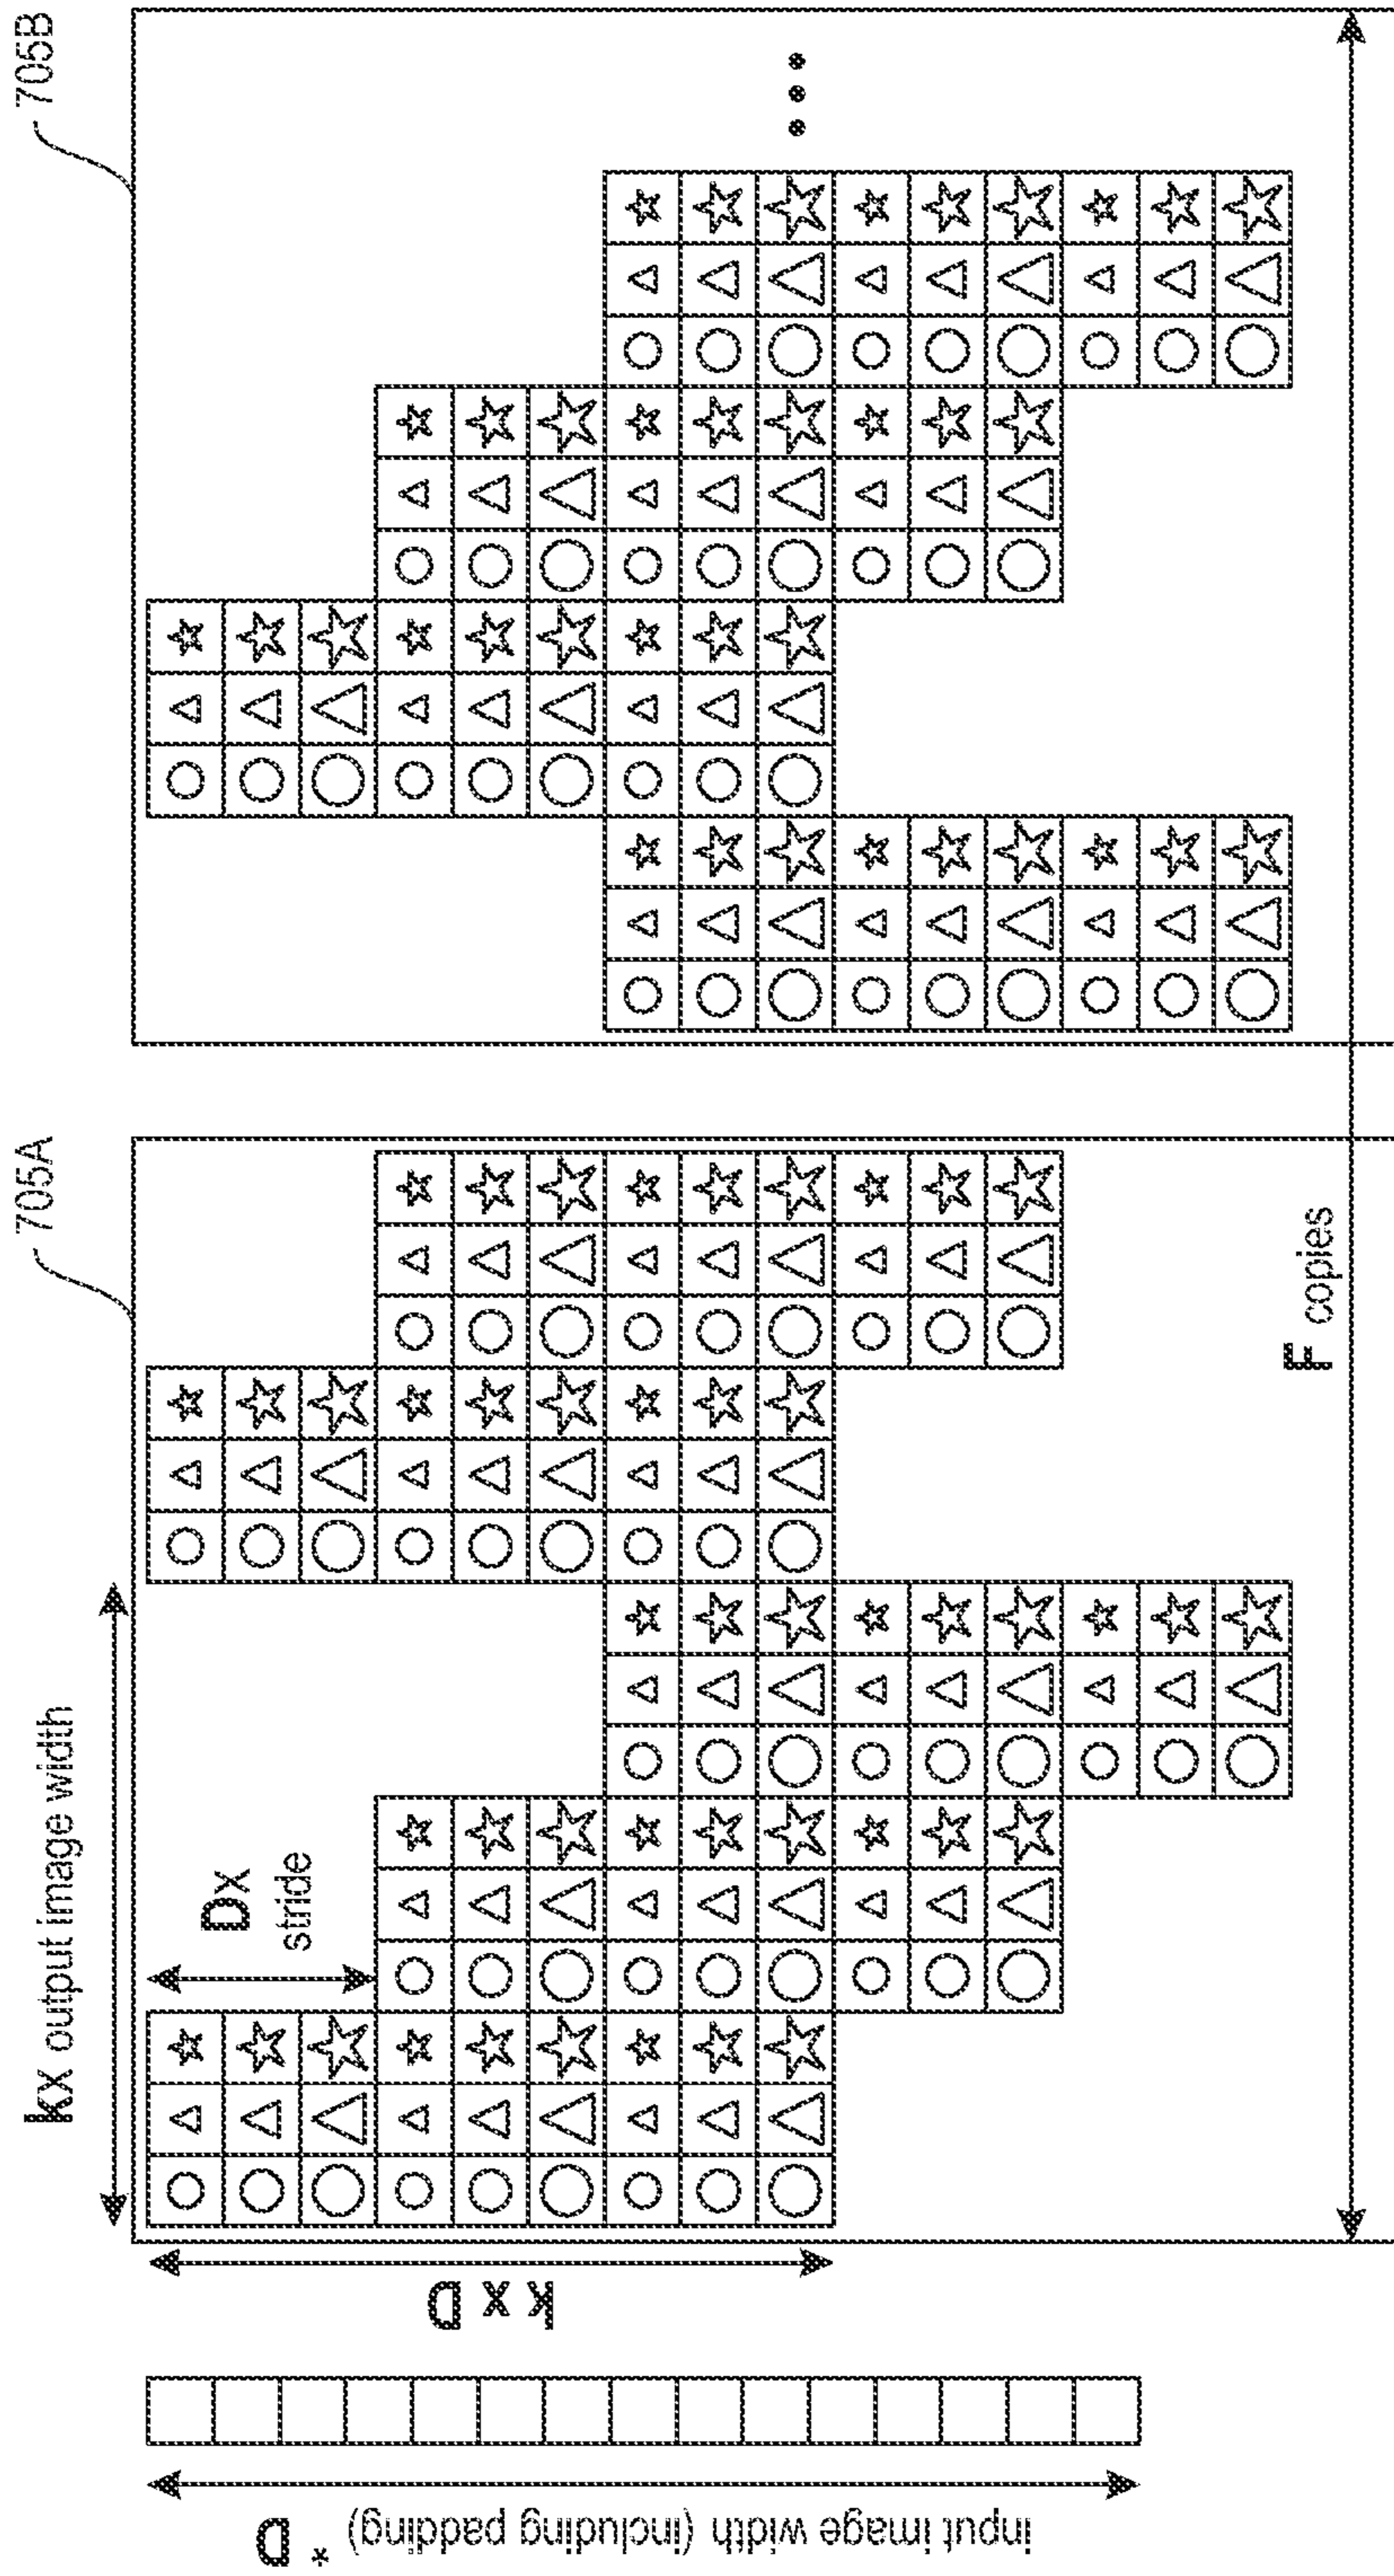 705A
705B
kx output image width
Dx
stride
k x D
input image width (including padding) * D
F copies